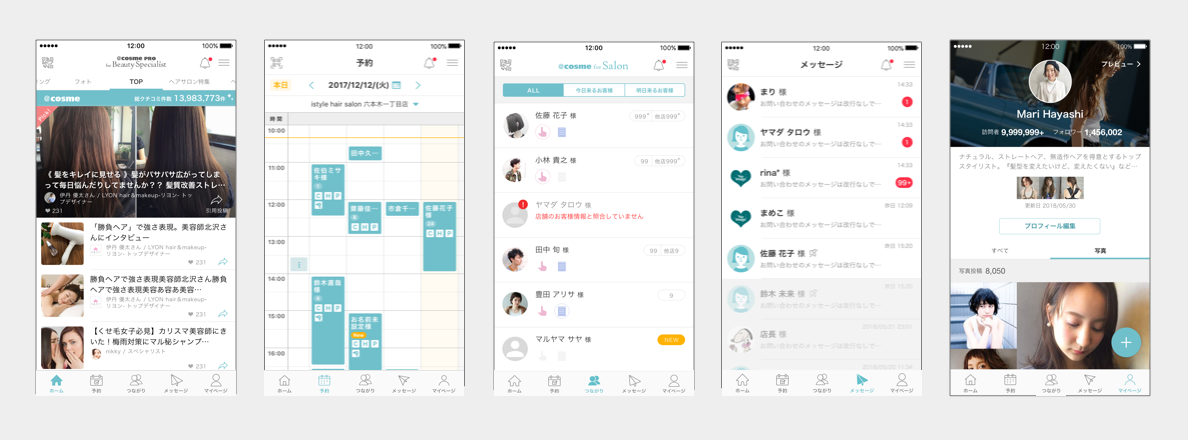 12:00
100%
@cosme PRO
for Beauty Specialist
ング
フォト
TOP
ヘアサロン特集
ヘ
@cosme
総クチコミ件数 13,983,773件
《 髪をキレイに見せる 》髪がパサパサ広がってしま
って毎日悩んだりしてませんか？？ 髪質改善ストレ…
伊丹 優太さん / LYON hair&makeup-リヨン- トッ
プデザイナー
231
引用投稿
「勝負ヘア」で強さ表現。美容師北沢さ
んにインタビュー
伊丹 優太さん / LYON hair&makeup-
リヨン- トップデザイナー
231
勝負ヘアで強さ表現美容師北沢さん勝負
ヘアで強さ表現美容あ容あ美容…
伊丹 優太さん / LYON hair&makeup-
リヨン- トップデザイナー
231
【くせ毛女子必見】カリスマ美容師にき
いた！梅雨対策にマル秘シャンプ…
nikky / スペシャリスト
ホーム
予約
つながり
メッセージ
マイページ
12:00
100%
予約
本日
2017/12/12/(火)
istyle hair salon 六本木一丁目店
時間
10:00
田中久…
11:00
佐伯ミサ
キ様
C M P
12:00
齋藤佳…
C M P
市倉千…
佐藤花子
様
C M P
13:00
14:00
鈴木直哉
様
C M P
15:00
お名前未
設定様
New
C M P
16:00
ホーム
予約
つながり
メッセージ
マイページ
12:00
100%
@cosme for Salon
ALL
今日来るお客様
明日来るお客様
佐藤 花子 様
999+
他店999+
小林 貴之 様
99
他店999+
ヤマダ タロウ 様
店舗のお客様情報と照合していません
田中 旬 様
99
他店9
豊田 アリサ 様
9
マルヤマ サヤ 様
NEW
ホーム
予約
つながり
メッセージ
マイページ
12:00
100%
メッセージ
まり 様
14:33
お問い合わせのメッセージは改行なしで…
1
ヤマダ タロウ 様
14:33
お問い合わせのメッセージは改行なしで…
1
rina* 様
14:33
お問い合わせのメッセージは改行なしで…
99+
まめこ 様
昨日 12:09
お問い合わせのメッセージは改行なしで…
佐藤 花子 様
昨日 15:20
お問い合わせのメッセージは改行なしで…
鈴木 未来 様
お問い合わせのメッセージは改行なしで…
店長 様
お問い合わせのメッセージは改行なしで…
ホーム
予約
つながり
メッセージ
マイページ
12:00
100%
プレビュー
Mari Hayashi
訪問者 9,999,999+ フォロワー 1,456,002
ナチュラル、ストレートヘア、無造作ヘアを得意とするトップ
スタイリスト。『髪型を変えたいけど、変えたくない』など…
更新日 2018/05/30
プロフィール編集
すべて
写真
写真投稿 8,050
ホーム
予約
つながり
メッセージ
マイページ